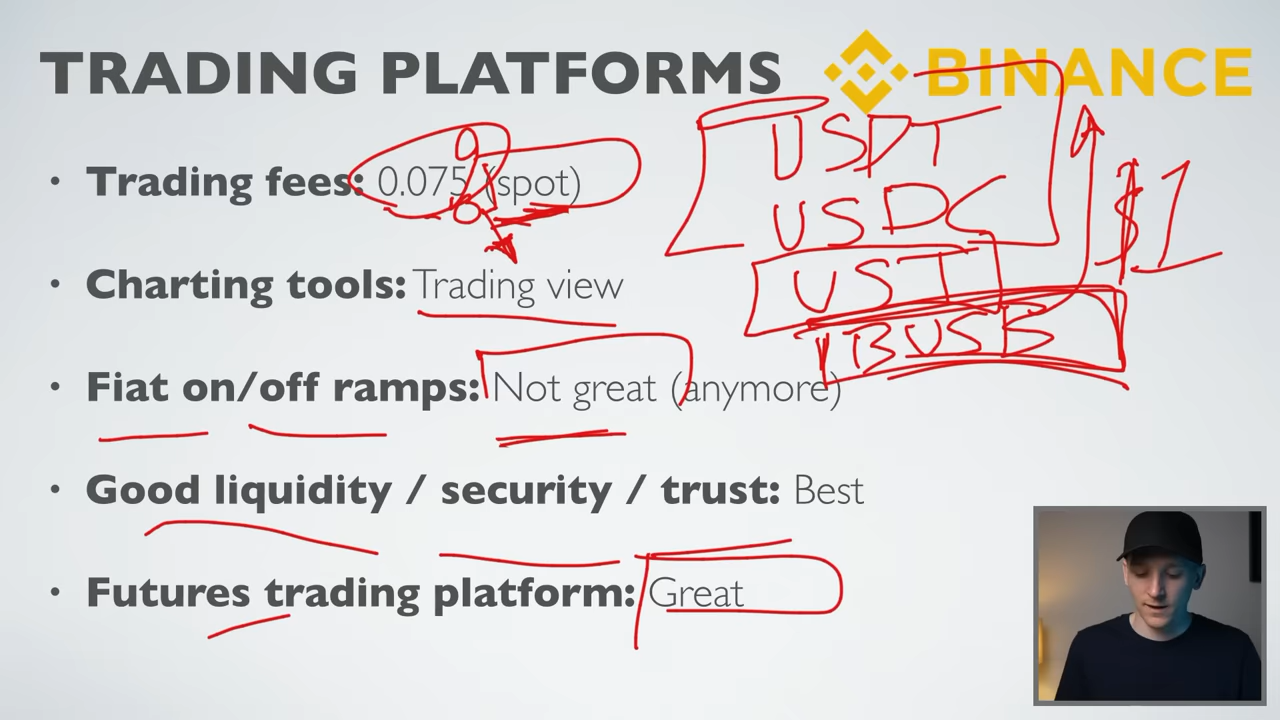 TRADING PLATFORMS
BINANCE
• Trading fees: 0.075 (spot)
• Charting tools: Trading view
• Fiat on/off ramps: Not great (anymore)
• Good liquidity / security / trust: Best
• Futures trading platform: Great
USDT
USDC
UST
BUSB
$1